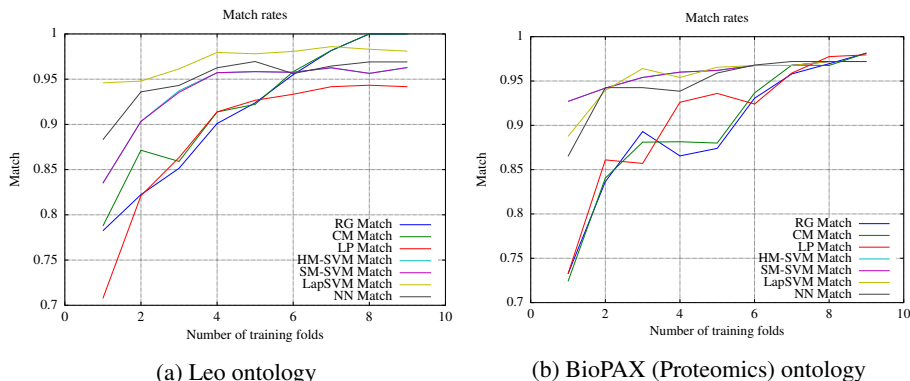 Match rates
1
0.95
0.9
0.85
0.8
0.75
0.7
Match
0 2 4 6 8 10
Number of training folds
RG Match
CM Match
LP Match
HM-SVM Match
SM-SVM Match
LapSVM Match
NN Match
(a) Leo ontology
Match rates
1
0.95
0.9
0.85
0.8
0.75
0.7
Match
0 2 4 6 8 10
Number of training folds
RG Match
CM Match
LP Match
HM-SVM Match
SM-SVM Match
LapSVM Match
NN Match
(b) BioPAX (Proteomics) ontology